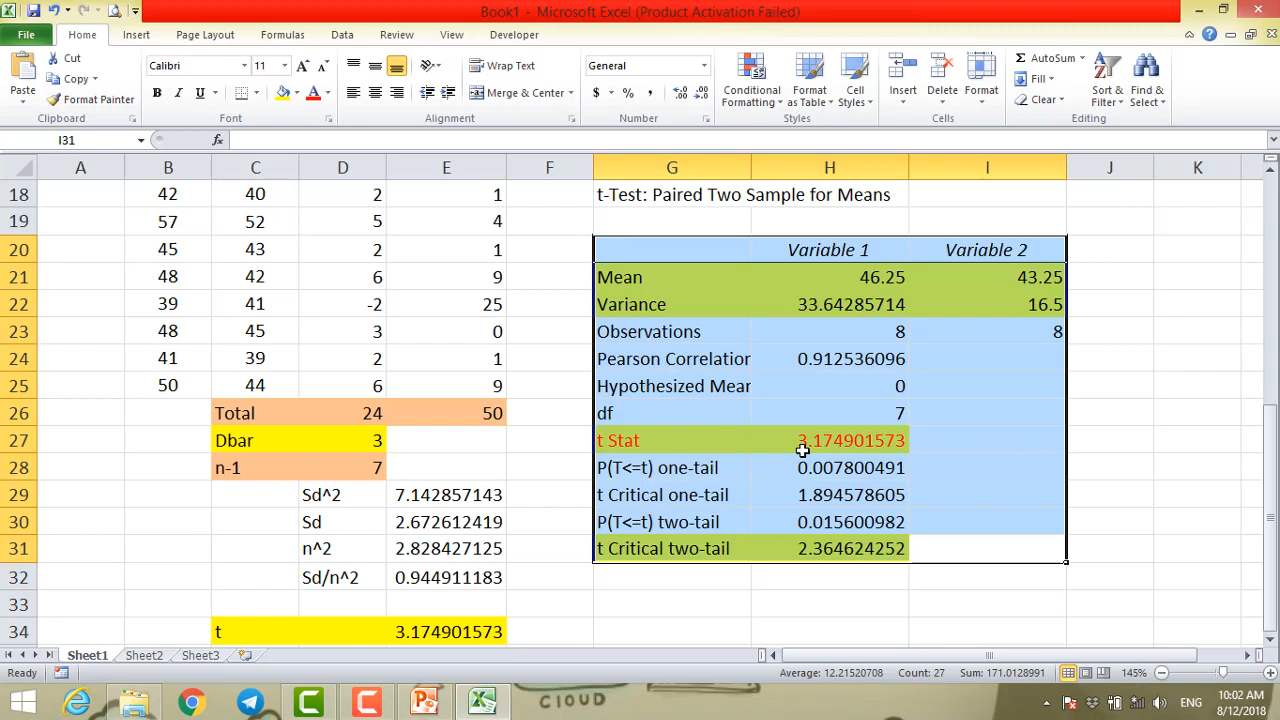 Book1 - Microsoft Excel (Product Activation Failed)
File Home Insert Page Layout Formulas Data Review View Developer
Paste
Cut
Copy
Format Painter
Clipboard
Calibri 11
B I U A
Font
Wrap Text
Merge & Center
Alignment
General
$ % ,
Number
Conditional Formatting
Format as Table
Cell Styles
Styles
Insert Delete Format
Cells
Σ AutoSum
Fill
Clear
Sort & Filter
Find & Select
Editing
I31 fx
A B C D E F G H I J K
18 42 40 2 1 t-Test: Paired Two Sample for Means
19 57 52 5 4
20 45 43 2 1 Variable 1 Variable 2
21 48 42 6 9 Mean 46.25 43.25
22 39 41 -2 25 Variance 33.64285714 16.5
23 48 45 3 0 Observations 8 8
24 41 39 2 1 Pearson Correlation 0.912536096
25 50 44 6 9 Hypothesized Mear 0
26 Total 24 50 df 7
27 Dbar 3 t Stat 3.174901573
28 n-1 7 P(T<=t) one-tail 0.007800491
29 Sd^2 7.142857143 t Critical one-tail 1.894578605
30 Sd 2.672612419 P(T<=t) two-tail 0.015600982
31 n^2 2.828427125 t Critical two-tail 2.364624252
32 Sd/n^2 0.944911183
33
34 t 3.174901573
Sheet1 Sheet2 Sheet3
Ready Average: 12.21520708 Count: 27 Sum: 171.0128991 145%
CLOUD
ENG
10:02 AM
8/12/2018